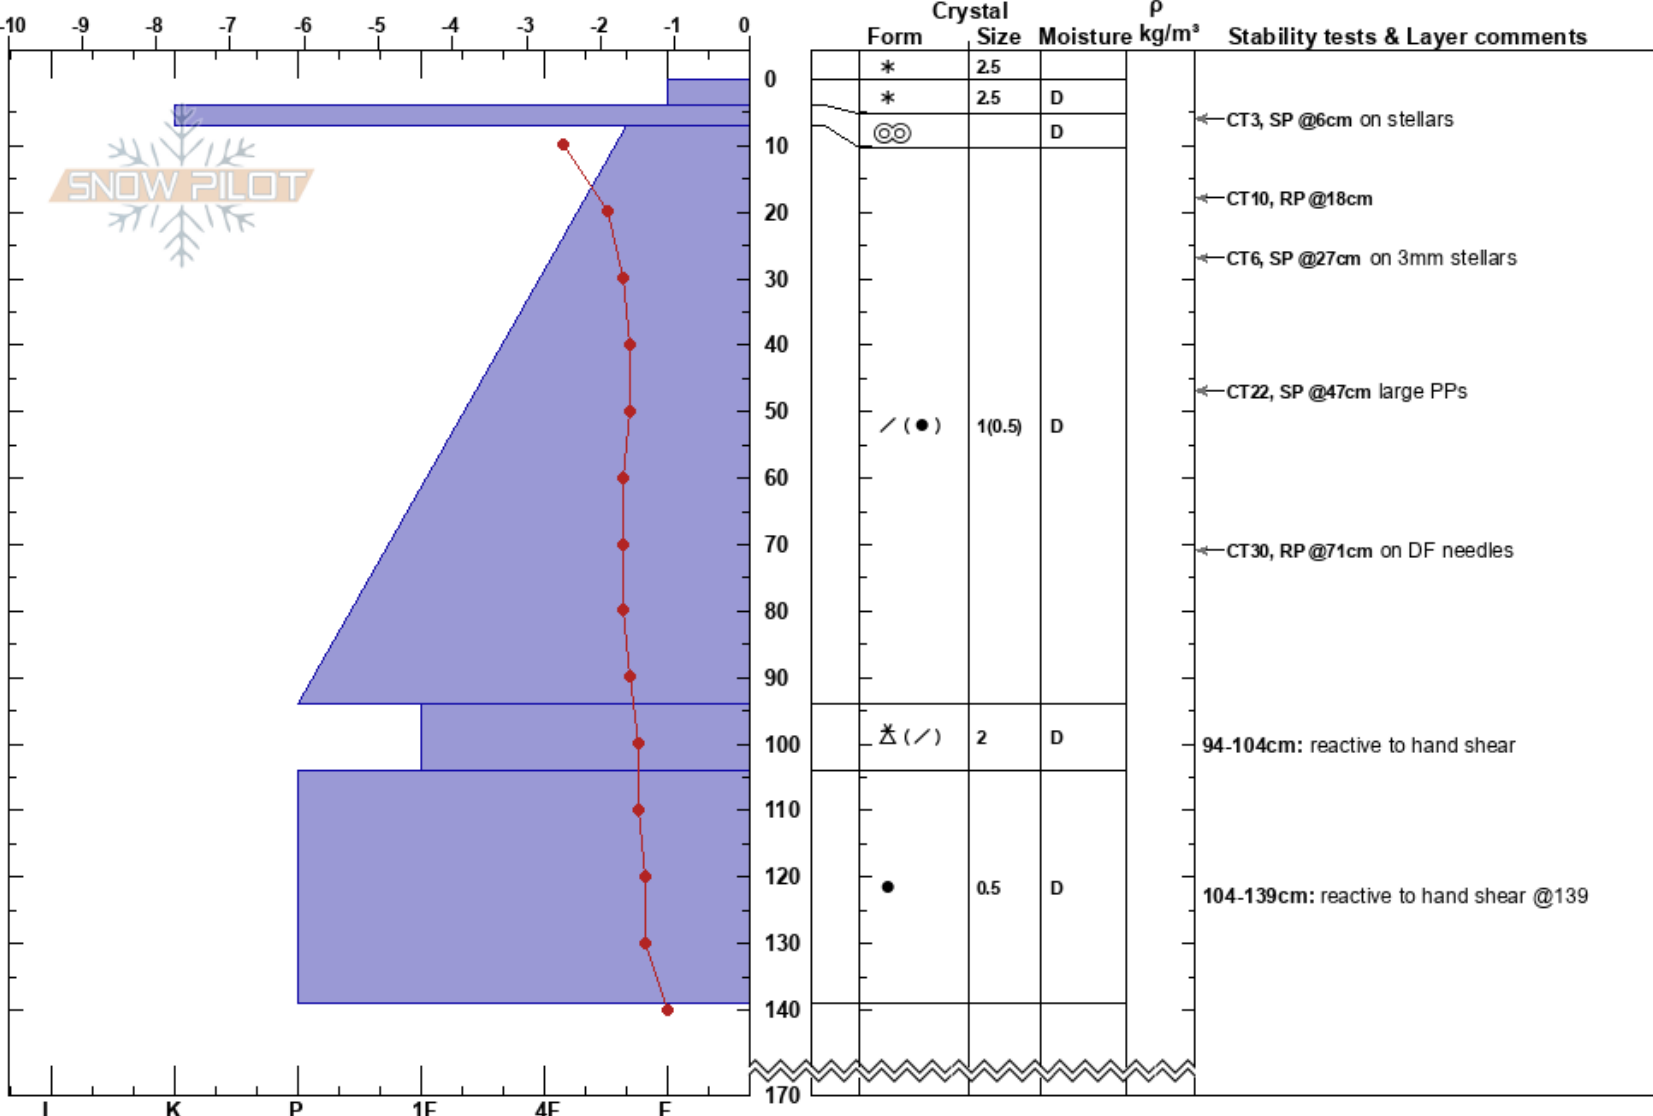 Crystal ρ
-10 -9 -8 -7 -6 -5 -4 -3 -2 -1 0 Form Size Moisture kg/m³ Stability tests & Layer comments
2.5
0
2.5 D
CT3, SP @6cm on stellars
D
10
SNOW PILOT
CT10, RP @18cm
20
CT6, SP @27cm on 3mm stellars
30
40
CT22, SP @47cm large PPs
50
1(0.5) D
60
70
CT30, RP @71cm on DF needles
80
90
2 D
100
94-104cm: reactive to hand shear
110
120
0.5 D
104-139cm: reactive to hand shear @139
130
140
170
I K P 1F 4F F